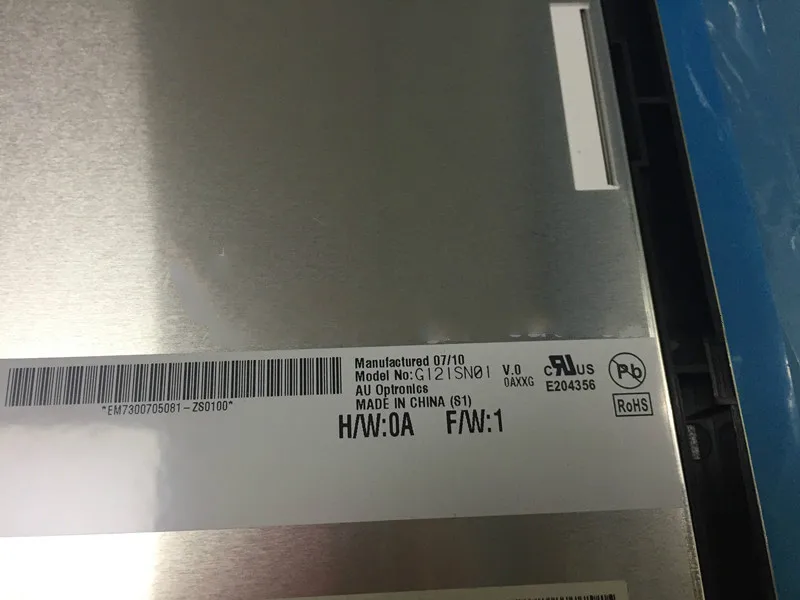 Manufactured 07/10
Model No:G121SN01 V.0
0AXXG
AU Optronics
MADE IN CHINA (S1)
H/W:0A F/W:1
*EM7300705081-ZS0100*
C RU US
E204356
Pb
RoHS